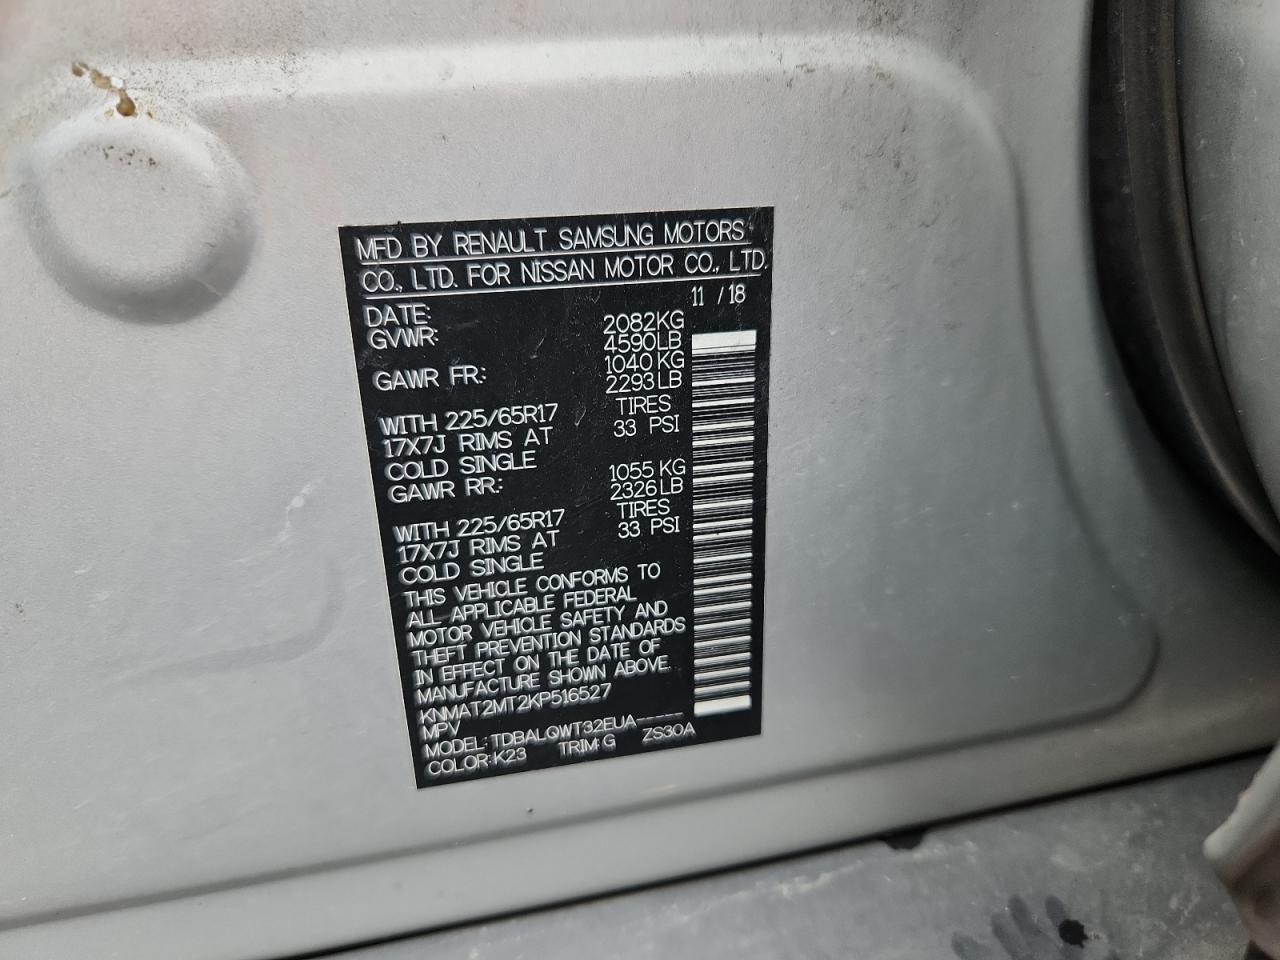 MFD BY RENAULT SAMSUNG MOTORS
CO., LTD. FOR NISSAN MOTOR CO., LTD.
DATE: 11 / 18
GVWR: 2082KG
4590LB
GAWR FR: 1040KG
2293LB
WITH 225/65R17 TIRES
17X7J RIMS AT 33 PSI
COLD SINGLE
GAWR RR: 1055KG
2326LB
WITH 225/65R17 TIRES
17X7J RIMS AT 33 PSI
COLD SINGLE
THIS VEHICLE CONFORMS TO
ALL APPLICABLE FEDERAL
MOTOR VEHICLE SAFETY AND
THEFT PREVENTION STANDARDS
IN EFFECT ON THE DATE OF
MANUFACTURE SHOWN ABOVE.
KNMAT2MT2KP516527
MPV
MODEL: TDBALQWT32EUA-----
COLOR: K23 TRIM: G ZS30A